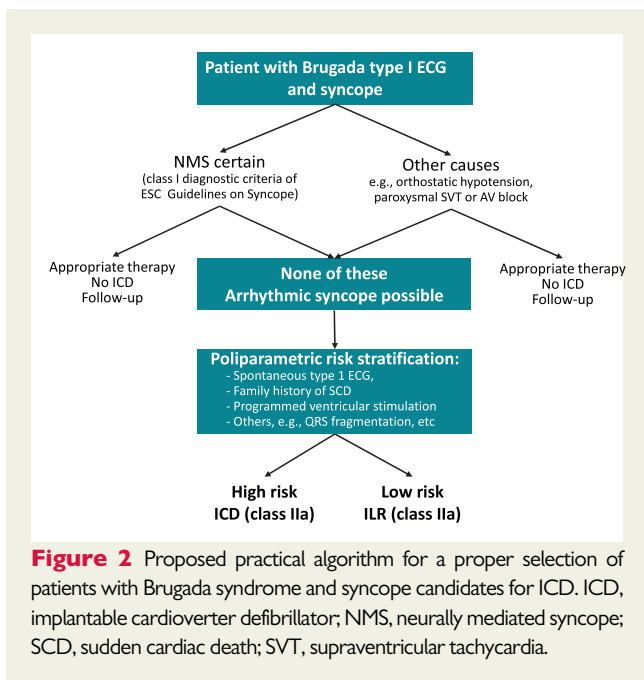 Patient with Brugada type I ECG
and syncope
NMS certain
(class I diagnostic criteria of
ESC Guidelines on Syncope)
Other causes
e.g., orthostatic hypotension,
paroxysmal SVT or AV block
Appropriate therapy
No ICD
Follow-up
None of these
Arrhythmic syncope possible
Appropriate therapy
No ICD
Follow-up
Poliparametric risk stratification:
- Spontaneous type 1 ECG,
- Family history of SCD
- Programmed ventricular stimulation
- Others, e.g., QRS fragmentation, etc
High risk
ICD (class IIa)
Low risk
ILR (class IIa)
Figure 2 Proposed practical algorithm for a proper selection of
patients with Brugada syndrome and syncope candidates for ICD. ICD,
implantable cardioverter defibrillator; NMS, neurally mediated syncope;
SCD, sudden cardiac death; SVT, supraventricular tachycardia.